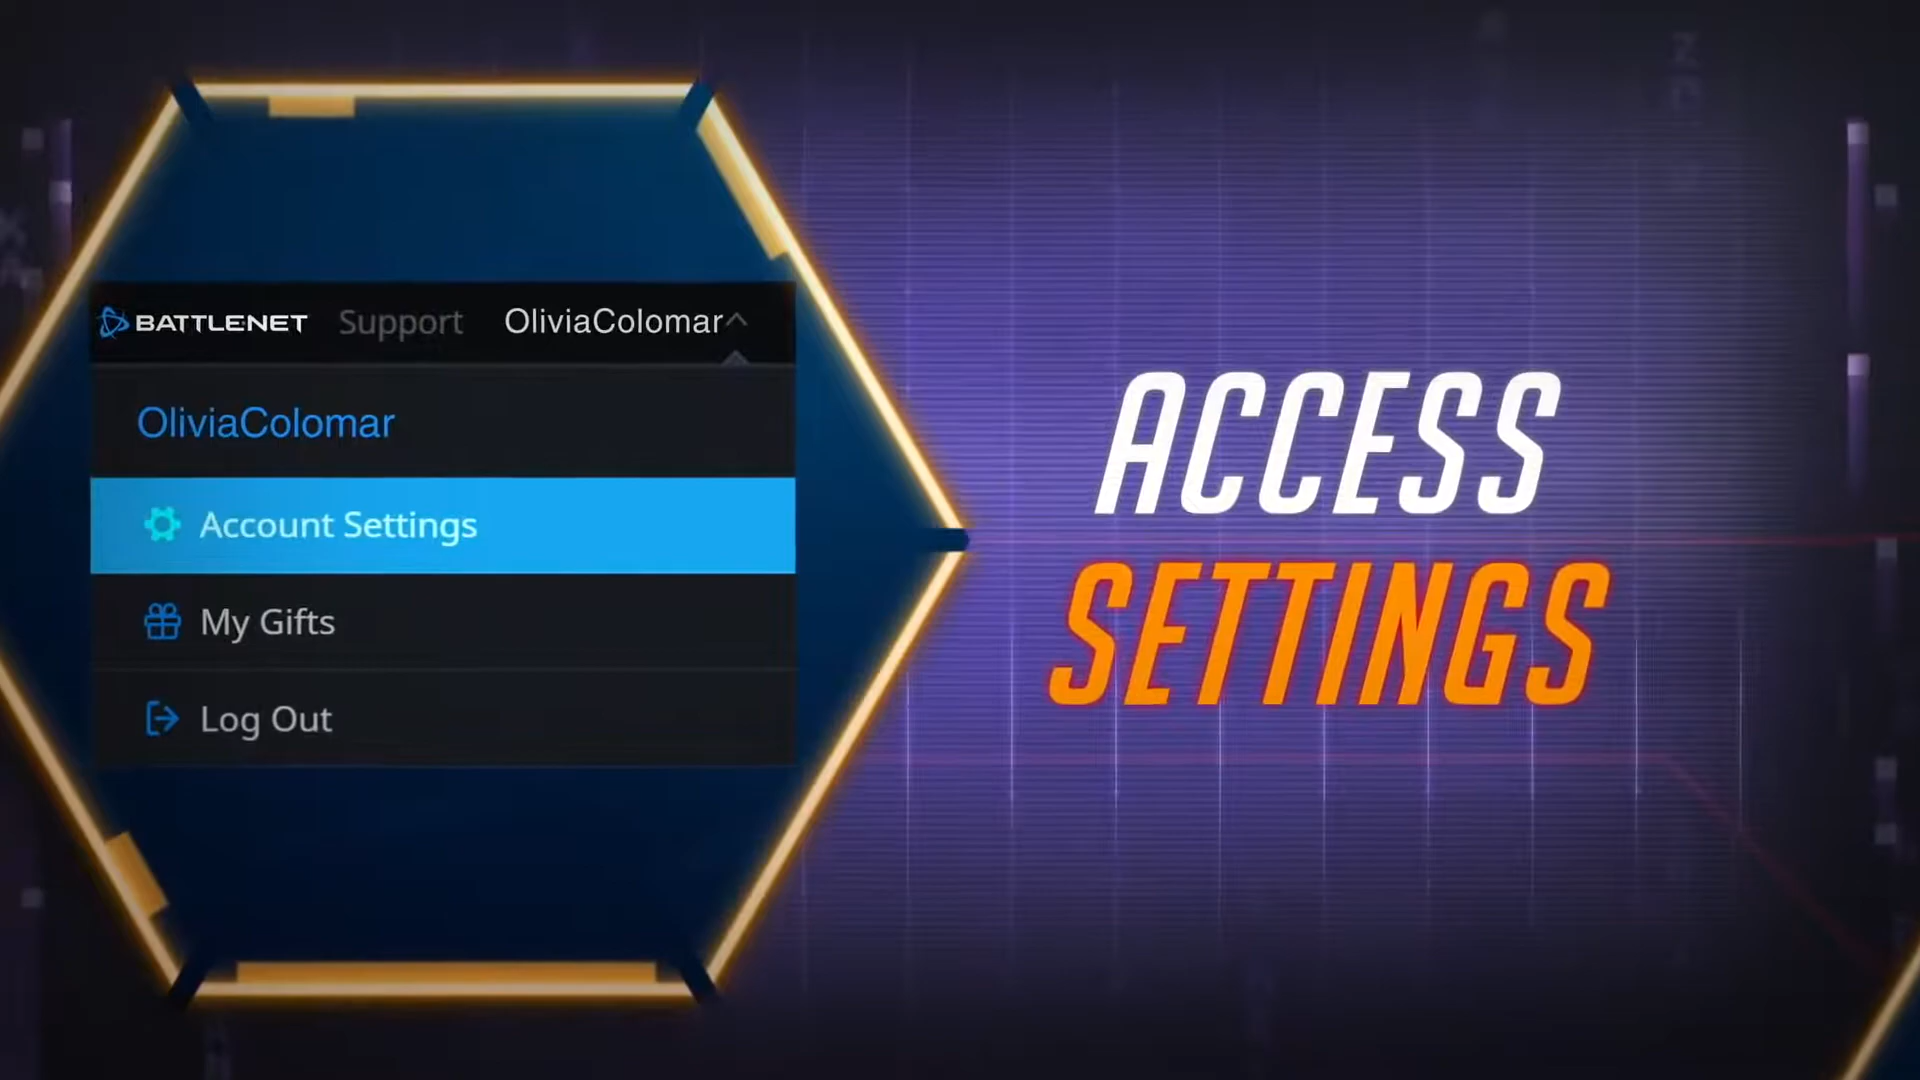 BATTLENET Support OliviaColomar
OliviaColomar
Account Settings
My Gifts
Log Out
ACCESS
SETTINGS